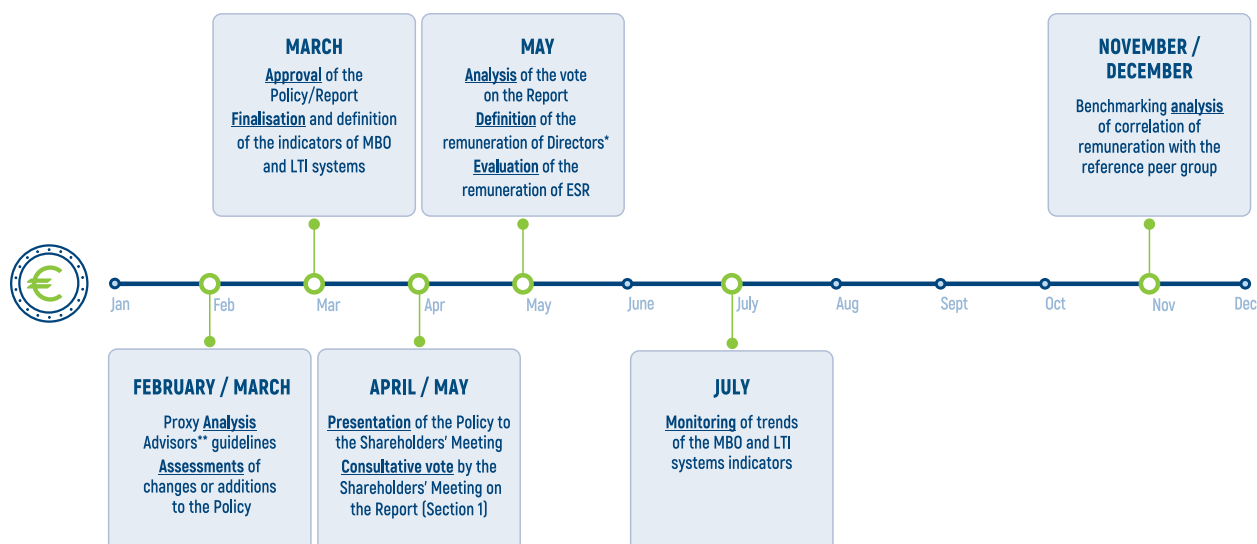 MARCH
Approval of the
Policy/Report
Finalisation and definition
of the indicators of MBO
and LTI systems
MAY
Analysis of the vote
on the Report
Definition of the
remuneration of Directors*
Evaluation of the
remuneration of ESR
NOVEMBER /
DECEMBER
Benchmarking analysis
of correlation of
remuneration with the
reference peer group
€
Jan
Feb
Mar
Apr
May
June
July
Aug
Sept
Oct
Nov
Dec
FEBRUARY / MARCH
Proxy Analysis
Advisors** guidelines
Assessments of
changes or additions
to the Policy
APRIL / MAY
Presentation of the Policy to
the Shareholders' Meeting
Consultative vote by the
Shareholders' Meeting on
the Report (Section 1)
JULY
Monitoring of trends
of the MBO and LTI
systems indicators